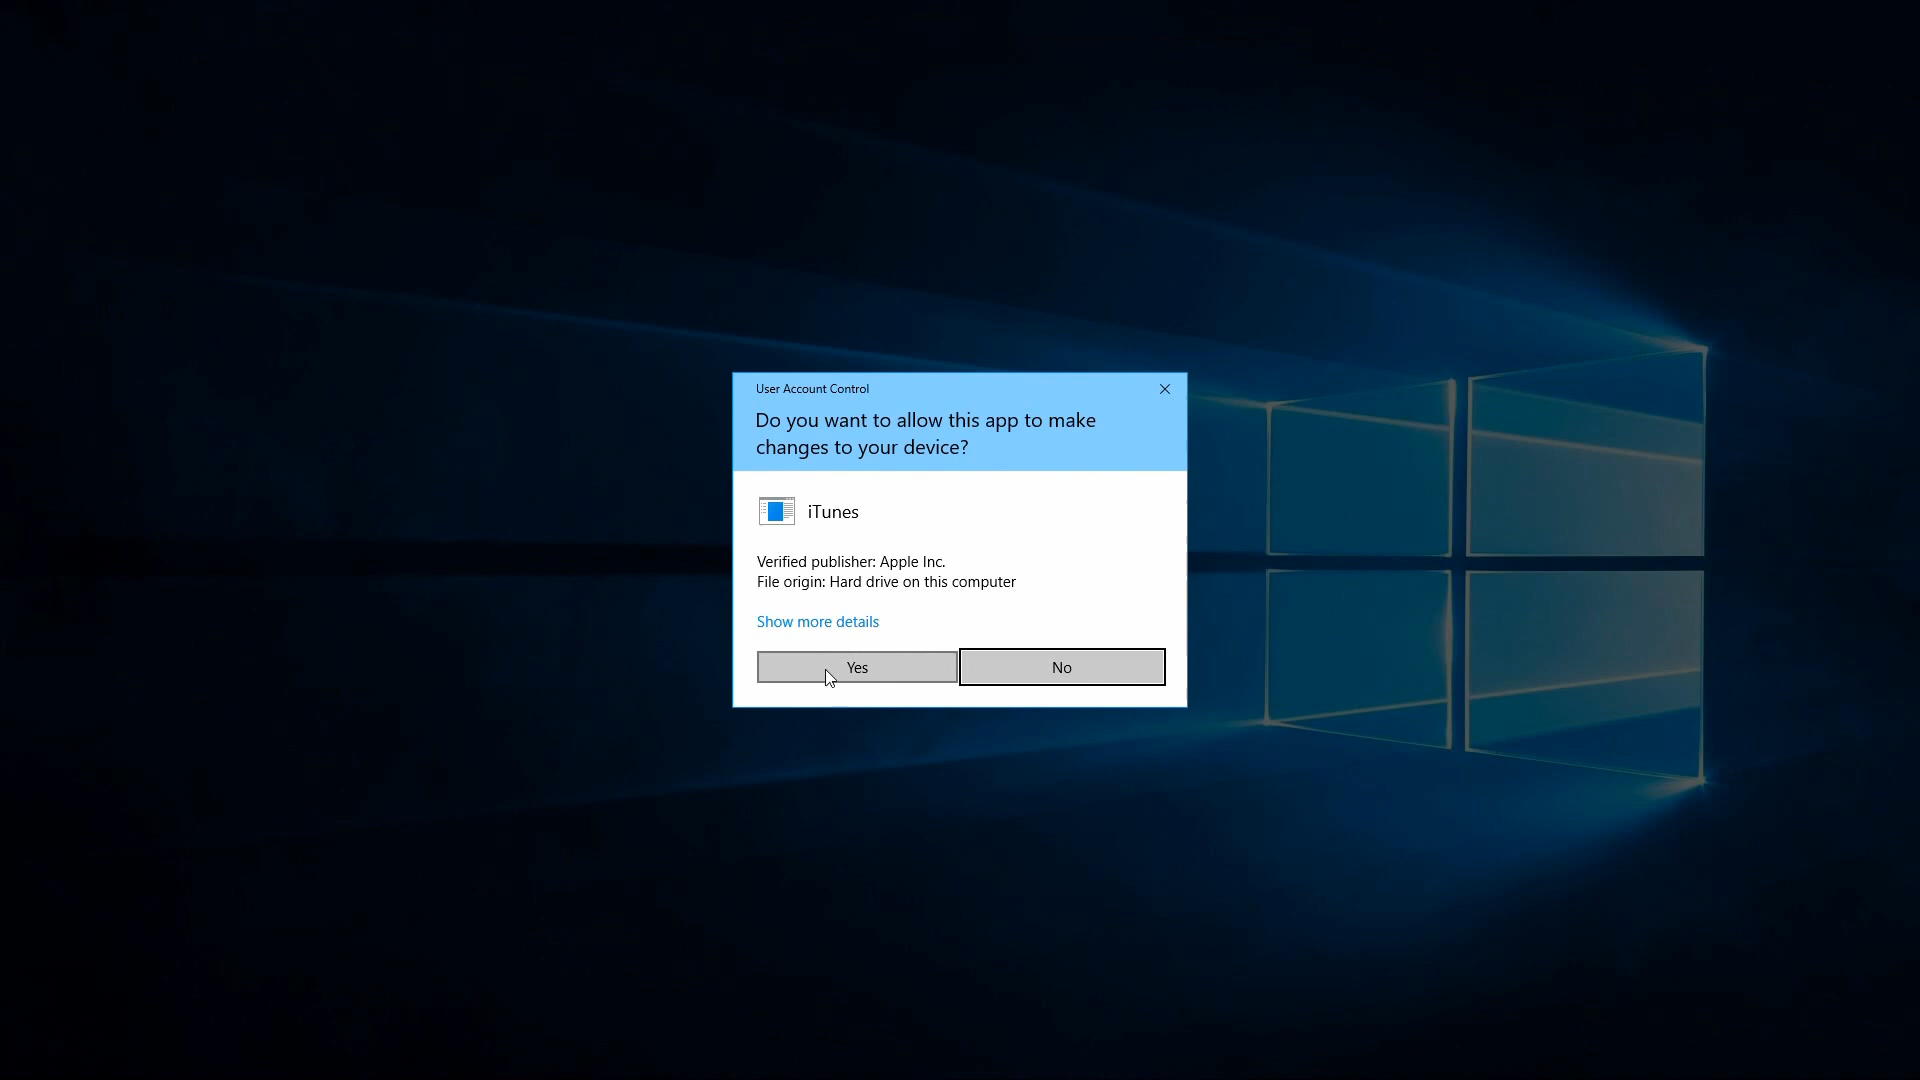 User Account Control
Do you want to allow this app to make
changes to your device?
iTunes
Verified publisher: Apple Inc.
File origin: Hard drive on this computer
Show more details
Yes
No